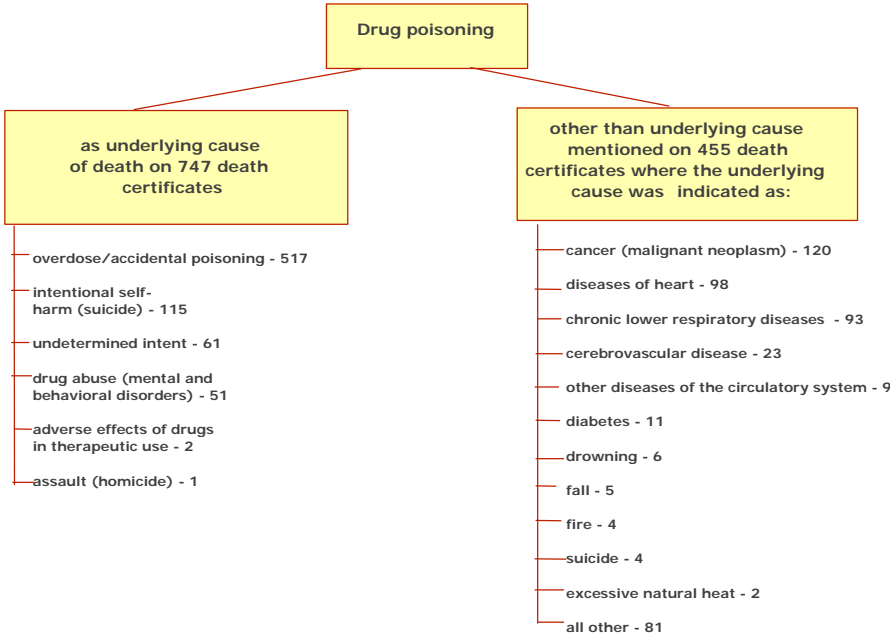 Drug poisoning
as underlying cause
of death on 747 death
certificates
overdose/accidental poisoning - 517
intentional self-
harm (suicide) - 115
undetermined intent - 61
drug abuse (mental and
behavioral disorders) - 51
adverse effects of drugs
in therapeutic use - 2
assault (homicide) - 1
other than underlying cause
mentioned on 455 death
certificates where the underlying
cause was indicated as:
cancer (malignant neoplasm) - 120
diseases of heart - 98
chronic lower respiratory diseases - 93
cerebrovascular disease - 23
other diseases of the circulatory system - 9
diabetes - 11
drowning - 6
fall - 5
fire - 4
suicide - 4
excessive natural heat - 2
all other - 81